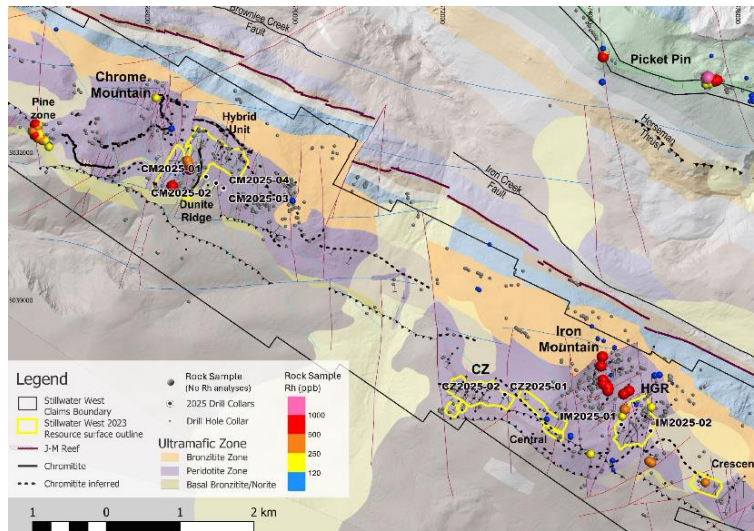 Brownlee Creek
Fault
Picket Pin
Chrome
Mountain
Pine
zone
Hybrid
Unit
Horseman
Thrust
CM2025-01
CM2025-04
CM2025-02
CM2025-03
Dunite
Ridge
Iron Creek
Fault
5039000
Iron
Mountain
CZ
HGR
CZ2025-02
CZ2025-01
IM2025-01
IM2025-02
Central
Crescent
Legend
Stillwater West
Claims Boundary
Stillwater West 2023
Resource surface outline
J-M Reef
Chromitite
Chromitite inferred
Rock Sample
(No Rh analyses)
2025 Drill Collars
Drill Hole Collar
Ultramafic Zone
Bronzitite Zone
Peridotite Zone
Basal Bronzitite/Norite
Rock Sample
Rh (ppb)
1000
500
250
120
1 0 1 2 km